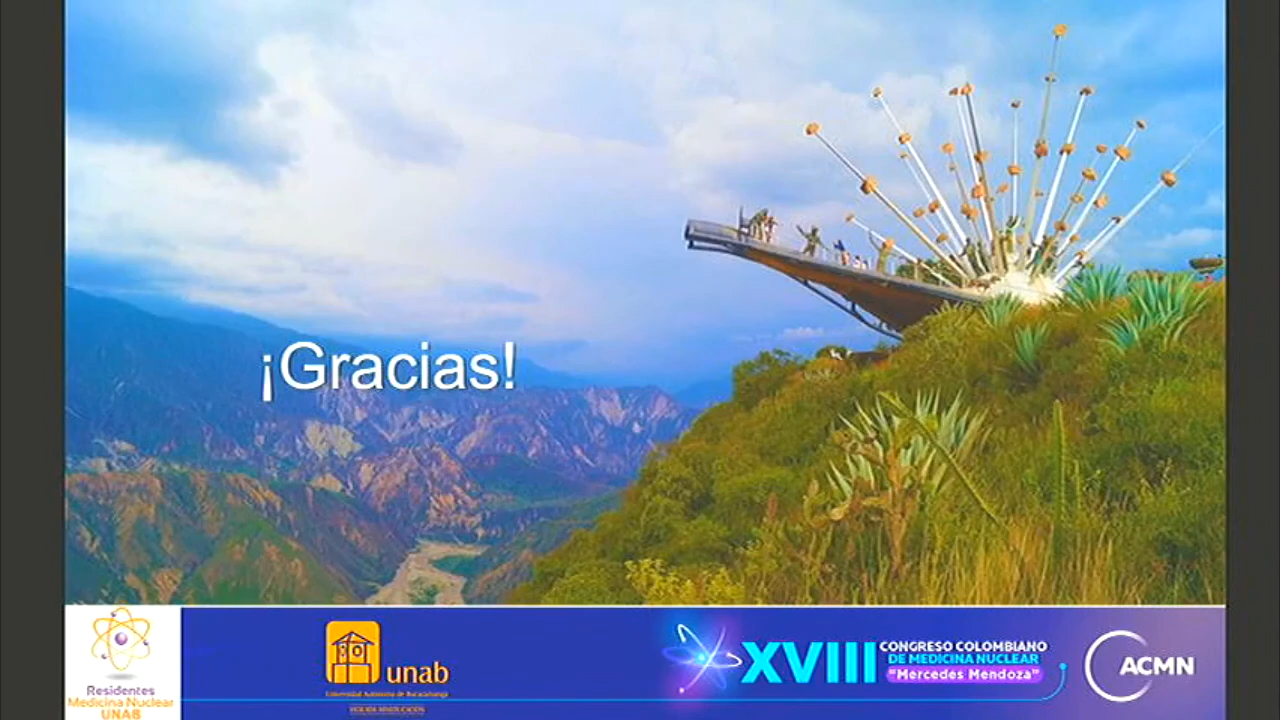 ¡Gracias!
Residentes
Medicina Nuclear
UNAB
unab
Universidad Autónoma de Bucaramanga
XVIII
CONGRESO COLOMBIANO
DE MEDICINA NUCLEAR
"Mercedes Mendoza"
ACMN